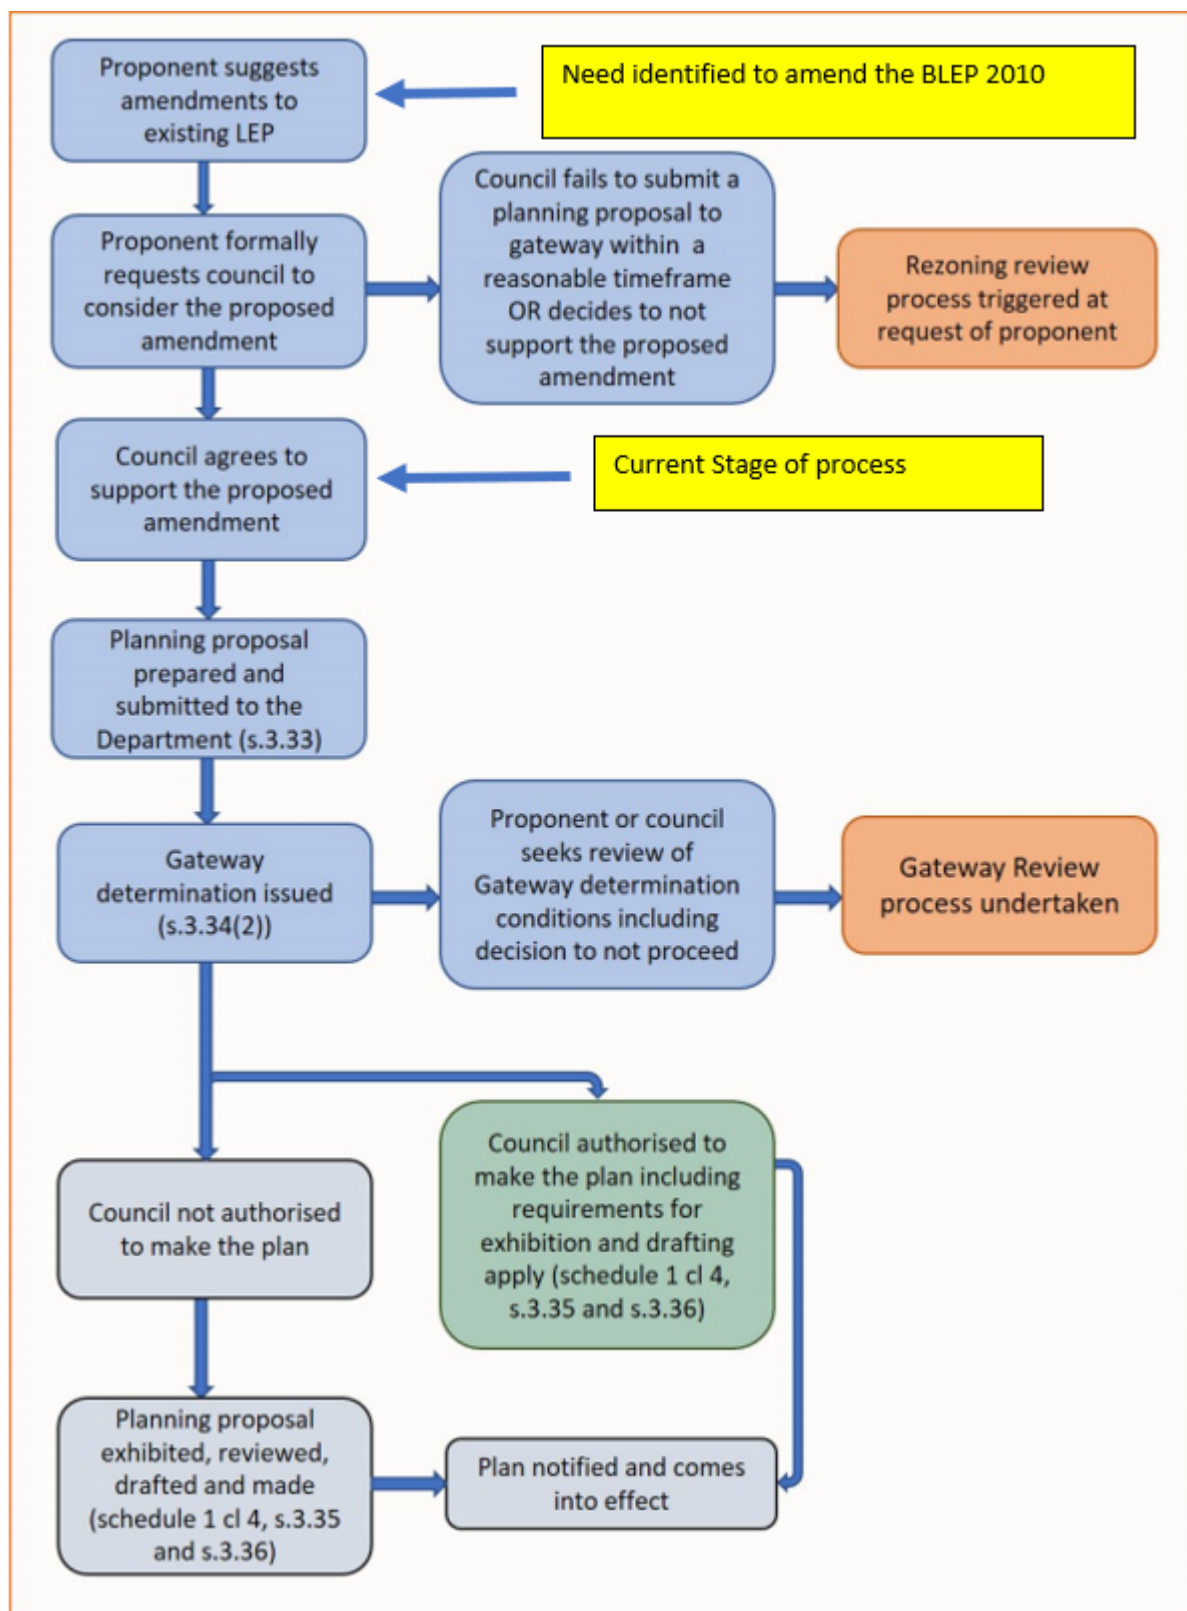 Proponent suggests
amendments to
existing LEP
Need identified to amend the BLEP 2010
Proponent formally
requests council to
consider the proposed
amendment
Council fails to submit a
planning proposal to
gateway within a
reasonable timeframe
OR decides to not
support the proposed
amendment
Rezoning review
process triggered at
request of proponent
Council agrees to
support the proposed
amendment
Current Stage of process
Planning proposal
prepared and
submitted to the
Department (s.3.33)
Gateway
determination issued
(s.3.34(2))
Proponent or council
seeks review of
Gateway determination
conditions including
decision to not proceed
Gateway Review
process undertaken
Council not authorised
to make the plan
Council authorised to
make the plan including
requirements for
exhibition and drafting
apply (schedule 1 cl 4,
s.3.35 and s.3.36)
Planning proposal
exhibited, reviewed,
drafted and made
(schedule 1 cl 4, s.3.35
and s.3.36)
Plan notified and comes
into effect